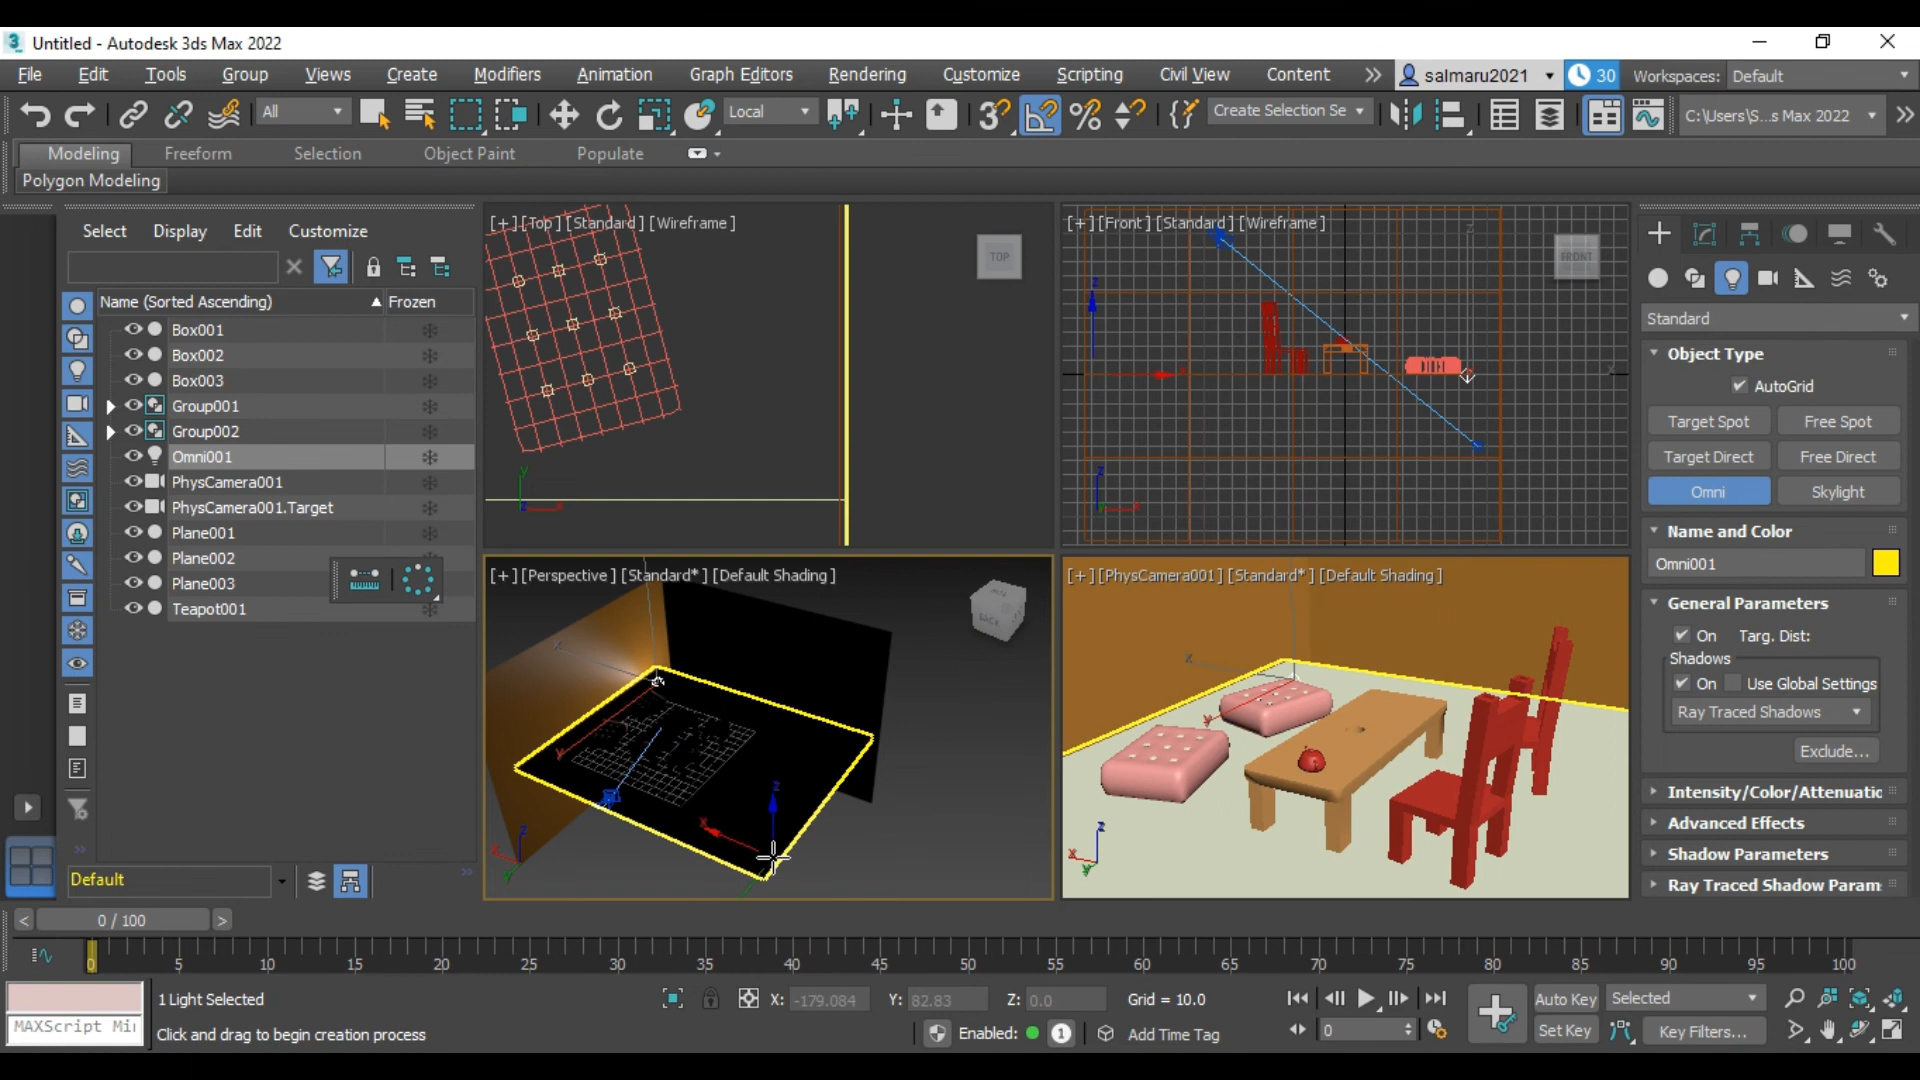 Untitled - Autodesk 3ds Max 2022
File Edit Tools Group Views Create Modifiers Animation Graph Editors Rendering Customize Scripting Civil View Content salmaru2021 30 Workspaces: Default
All Local Create Selection Se C:\Users\S...s Max 2022
Modeling Freeform Selection Object Paint Populate
Polygon Modeling
Select Display Edit Customize
Name (Sorted Ascending) Frozen
Box001
Box002
Box003
Group001
Group002
Omni001
PhysCamera001
PhysCamera001.Target
Plane001
Plane002
Plane003
Teapot001
Default
[+] [Top] [Standard] [Wireframe]
TOP
[+] [Front] [Standard] [Wireframe]
FRONT
[+] [Perspective] [Standard*] [Default Shading]
BACK
[+] [PhysCamera001] [Standard*] [Default Shading]
Standard
Object Type
AutoGrid
Target Spot Free Spot
Target Direct Free Direct
Omni Skylight
Name and Color
Omni001
General Parameters
On Targ. Dist:
Shadows
On Use Global Settings
Ray Traced Shadows
Exclude...
Intensity/Color/Attenuatio
Advanced Effects
Shadow Parameters
Ray Traced Shadow Param
< 0 / 100 >
0 5 10 15 20 25 30 35 40 45 50 55 60 65 70 75 80 85 90 95 100
1 Light Selected X: -179.084 Y: 82.83 Z: 0.0 Grid = 10.0 Auto Key Selected
MAXScript Mi Click and drag to begin creation process Enabled: 1 Add Time Tag 0 Set Key Key Filters...